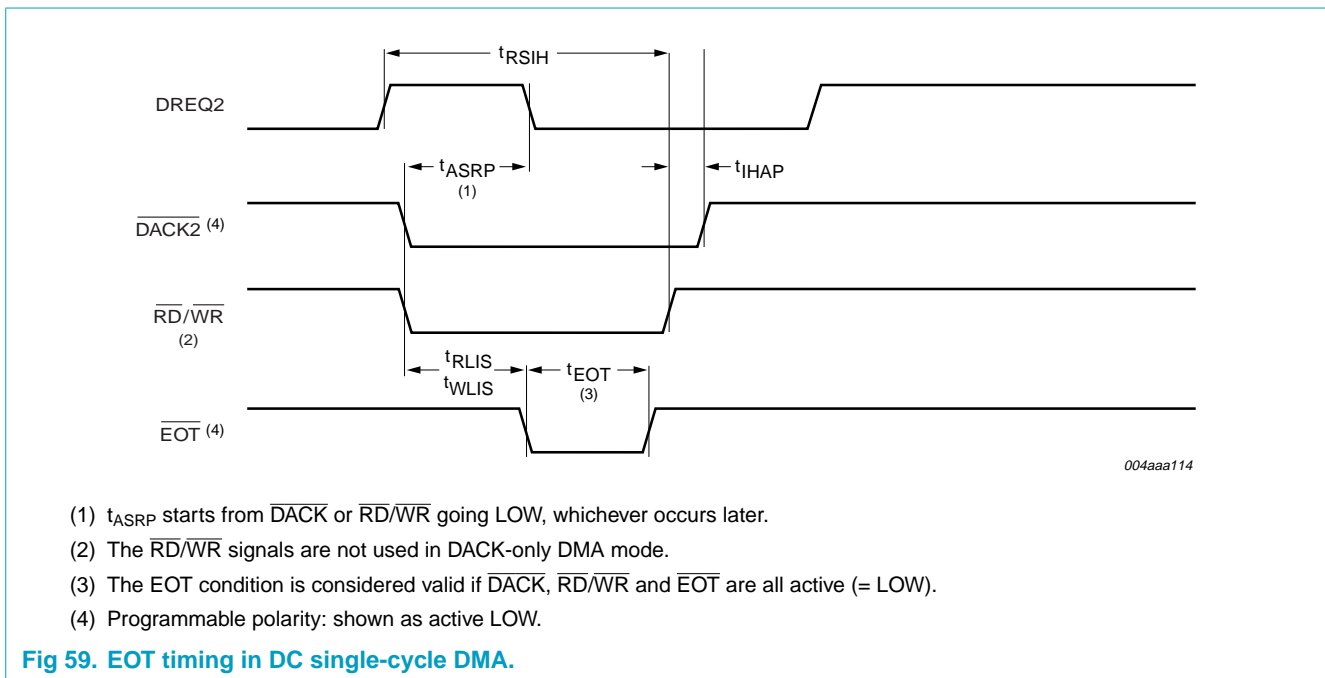 tRSIH
DREQ2
tASRP
(1)
tIHAP
DACK2 (4)
RD/WR
(2)
tRLIS
tWLIS
tEOT
(3)
EOT (4)
004aaa114
(1) tASRP starts from DACK or RD/WR going LOW, whichever occurs later.
(2) The RD/WR signals are not used in DACK-only DMA mode.
(3) The EOT condition is considered valid if DACK, RD/WR and EOT are all active (= LOW).
(4) Programmable polarity: shown as active LOW.
Fig 59. EOT timing in DC single-cycle DMA.